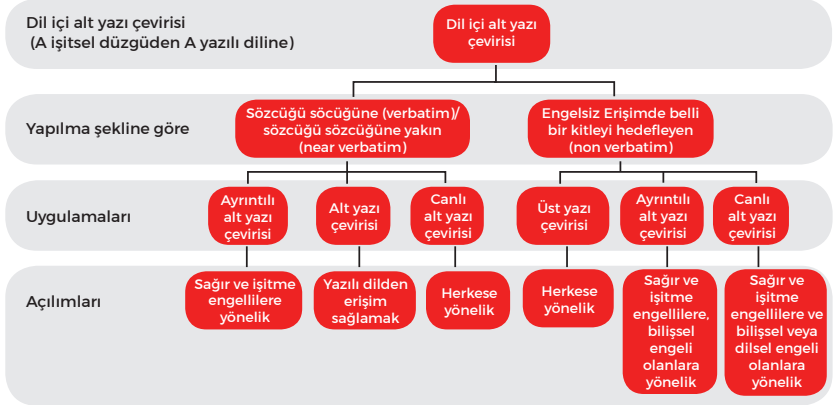 Dil içi alt yazı çevirisi
(A işitsel düzgüden A yazılı diline)
Dil içi alt yazı
çevirisi
Yapılma şekline göre
Sözcüğü söcüğüne (verbatim)/
sözcüğü sözcüğüne yakın
(near verbatim)
Engelsiz Erişimde belli
bir kitleyi hedefleyen
(non verbatim)
Uygulamaları
Ayrıntılı
alt yazı
çevirisi
Alt yazı
çevirisi
Canlı
alt yazı
çevirisi
Üst yazı
çevirisi
Ayrıntılı
alt yazı
çevirisi
Canlı
alt yazı
çevirisi
Açılımları
Sağır ve işitme
engellilere
yönelik
Yazılı dilden
erişim
sağlamak
Herkese
yönelik
Herkese
yönelik
Sağır ve
işitme
engellilere,
bilişsel
engeli
olanlara
yönelik
Sağır ve
işitme
engellilere ve
bilişsel veya
dilsel engeli
olanlara
yönelik